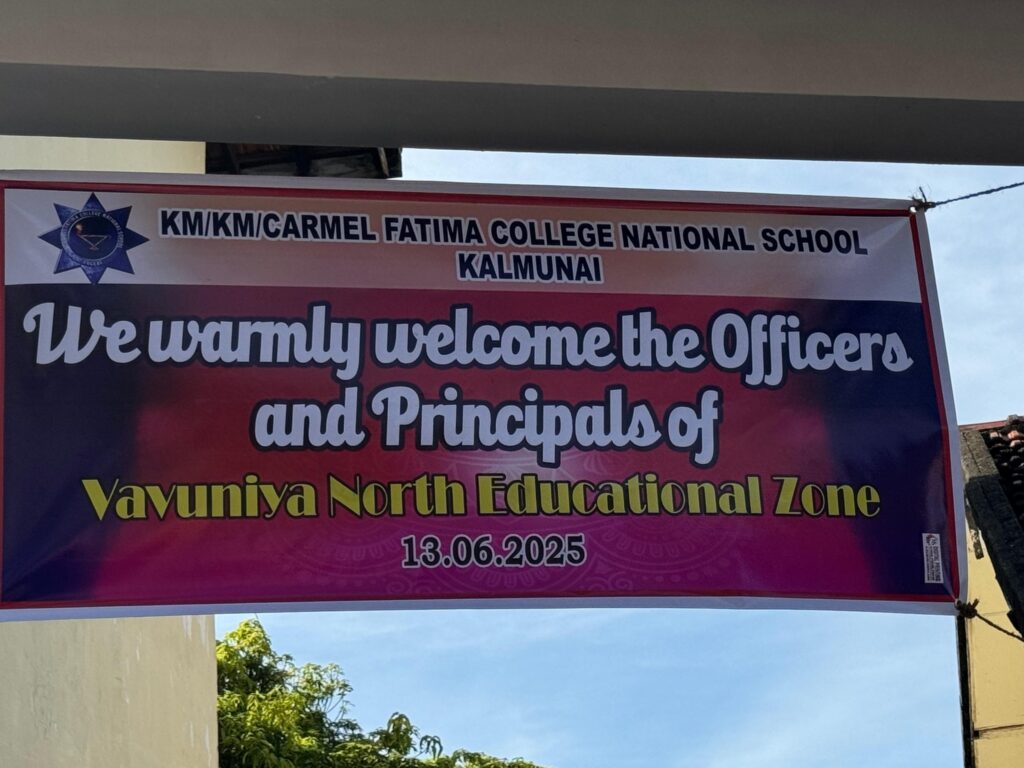 KM/KM/CARMEL FATIMA COLLEGE NATIONAL SCHOOL
KALMUNAI
We warmly welcome the Officers
and Principals of
Vavuniya North Educational Zone
13.06.2025